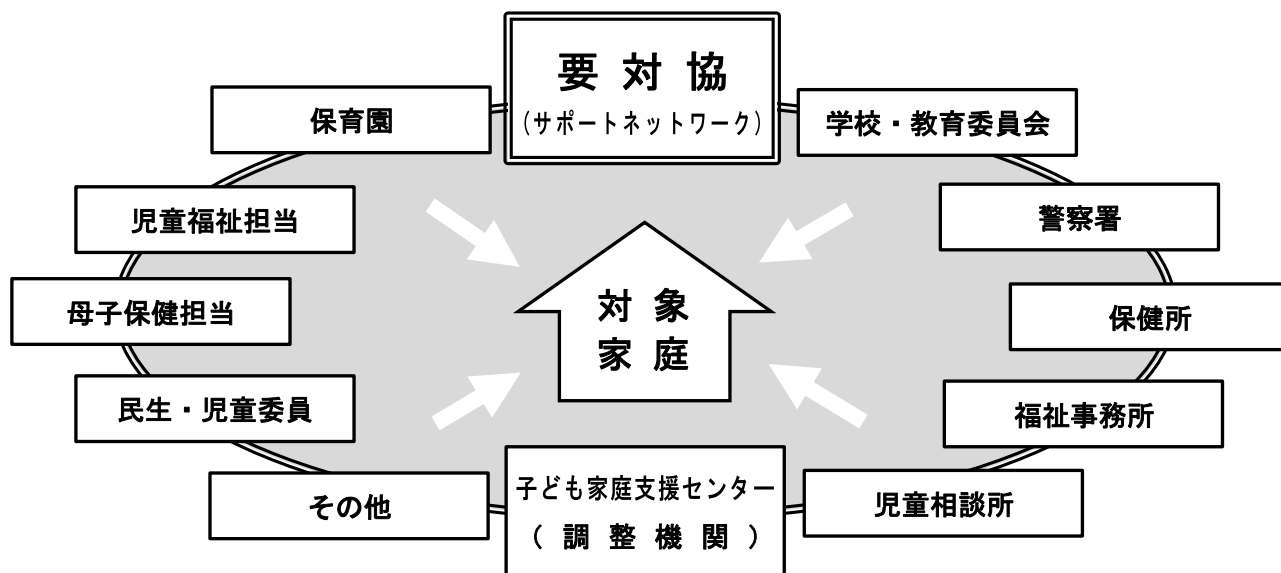 要対協
(サポートネットワーク)
保育園
学校・教育委員会
児童福祉担当
警察署
母子保健担当
対象
家庭
保健所
民生・児童委員
福祉事務所
その他
子ども家庭支援センター
(調整機関)
児童相談所